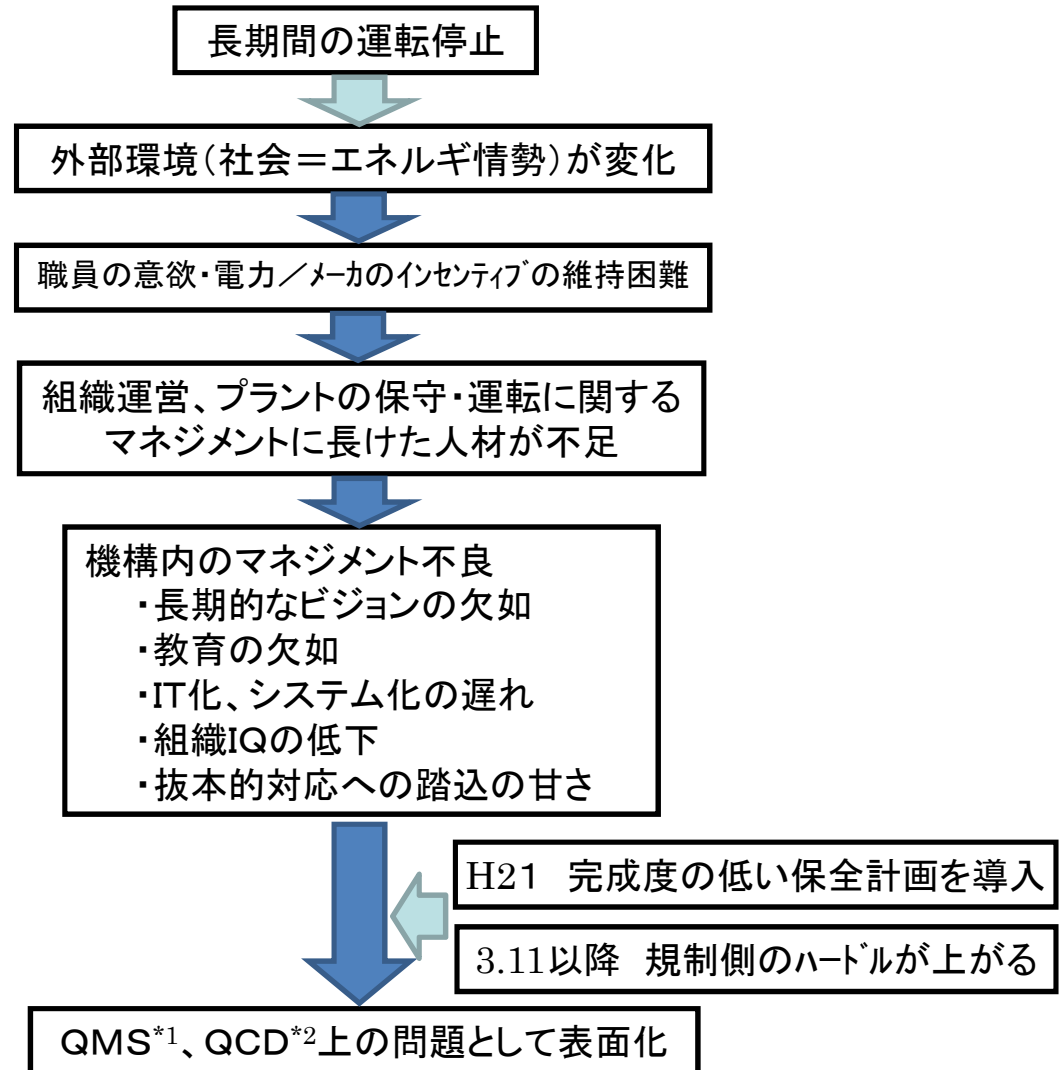 長期間の運転停止
外部環境（社会＝エネルギ情勢）が変化
職員の意欲・電力／ﾒｰｶのｲﾝｾﾝﾃｨﾌﾞの維持困難
組織運営、プラントの保守・運転に関する
マネジメントに長けた人材が不足
機構内のマネジメント不良
・長期的なビジョンの欠如
・教育の欠如
・IT化、システム化の遅れ
・組織IQの低下
・抜本的対応への踏込の甘さ
H21　完成度の低い保全計画を導入
3.11以降　規制側のﾊｰﾄﾞﾙが上がる
ＱＭＳ*1、ＱＣＤ*2上の問題として表面化